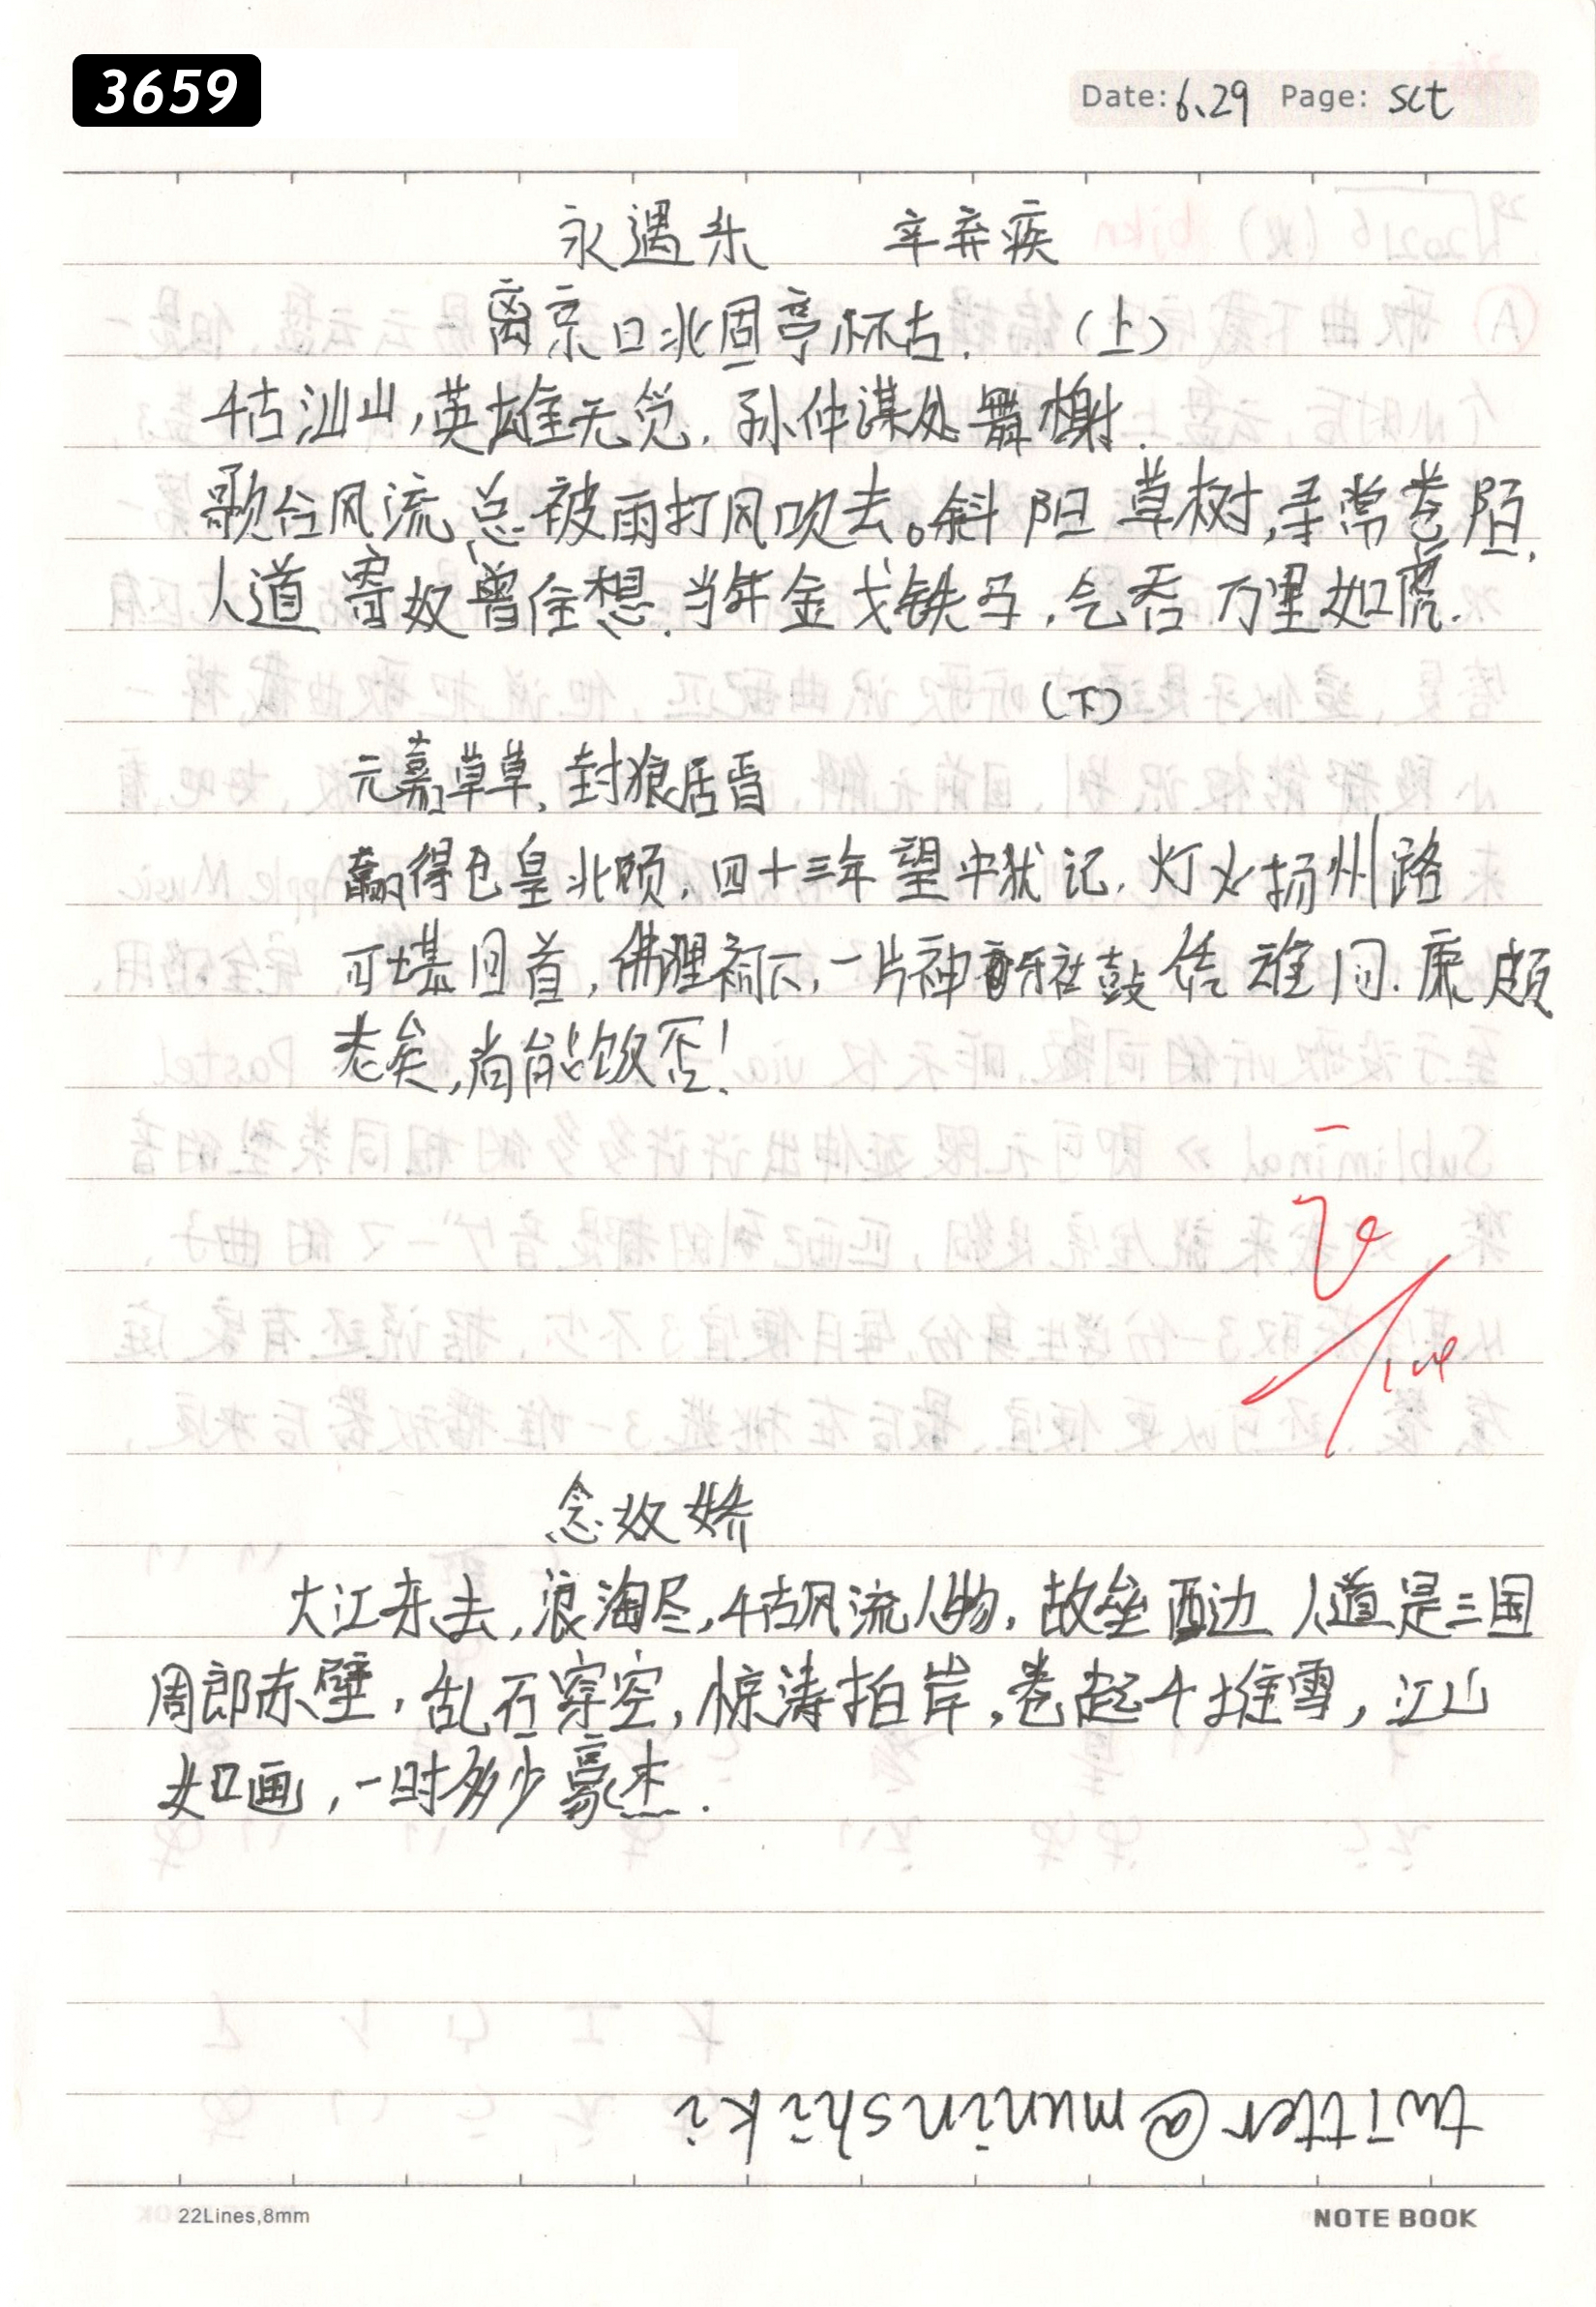 3659
Date: 6.29 Page: sct
永遇乐 辛弃疾
离京口北固亭怀古. (上)
千古汕山,英雄无觉.孙仲谋处舞榭.
歌台风流总被雨打风吹去。斜阳草树,寻常巷陌,
人道寄奴曾住想.当年金戈铁马,气吞万里如虎.
(下)
元嘉草草,封狼居胥
赢得仓皇北顾,四十三年望中犹记,灯火扬州路
可堪回首,佛狸祠下,一片神鸦社鼓凭谁问.廉颇
老矣,尚能饭否!
念奴娇
大江东去,浪淘尽,千古风流人物,故垒西边人道是三国
周郎赤壁,乱石穿空,惊涛拍岸,卷起千堆雪,江山
如画,一时多少豪杰.
twitter@muninshiki
22Lines,8mm NOTE BOOK